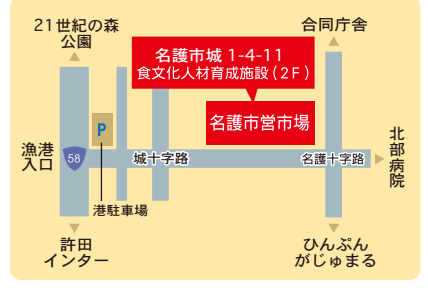 21世紀の森
公園
合同庁舎
名護市城 1-4-11
食文化人材育成施設（2F）
名護市営市場
P
漁港
入口
58
城十字路
名護十字路
北部病院
港駐車場
許田
インター
ひんぷん
がじゅまる